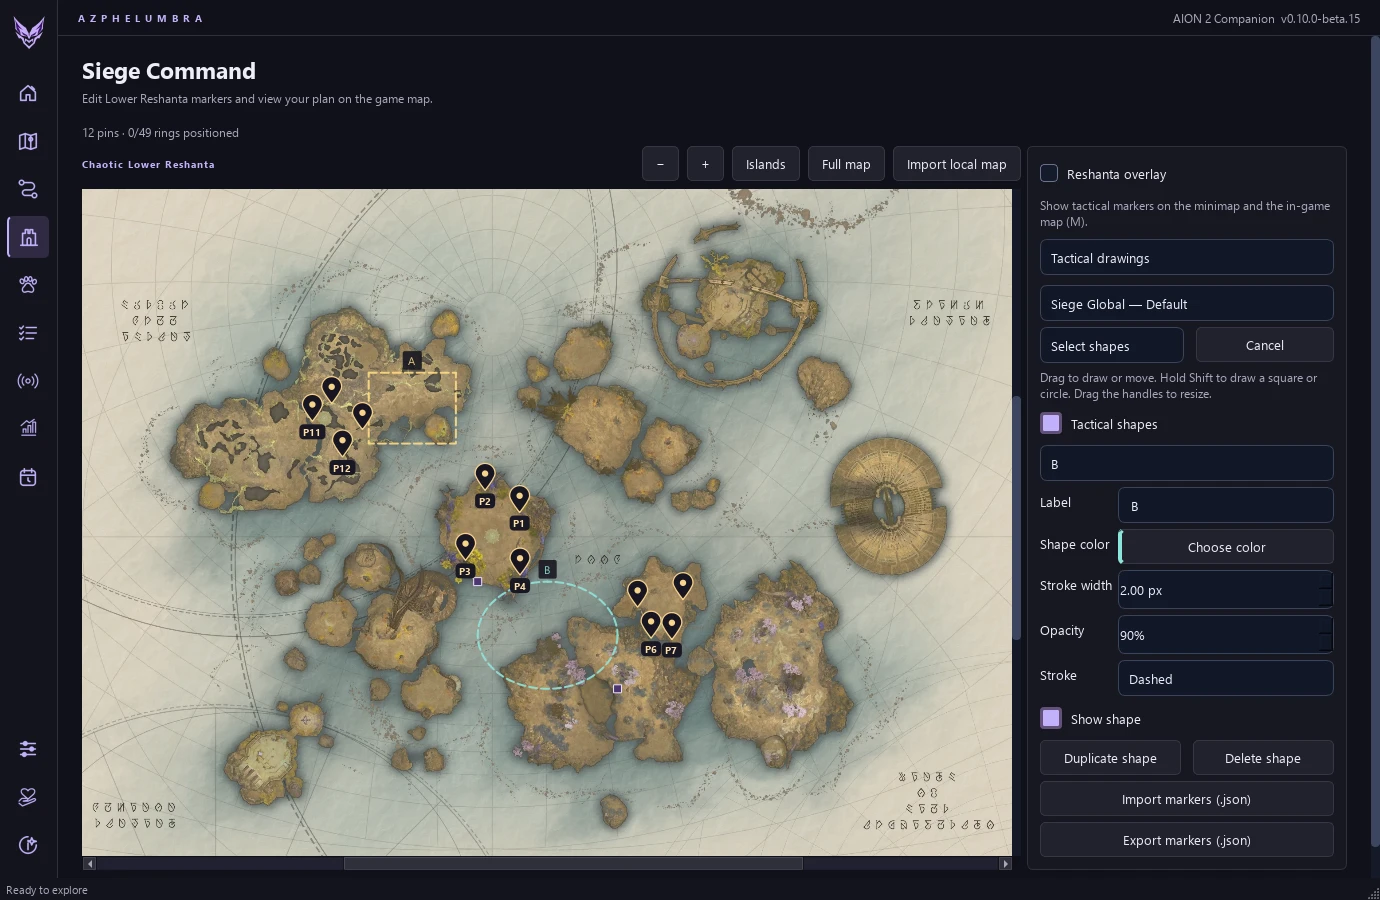 AZPHELUMBRA
AION 2 Companion v0.10.0-beta.15
Siege Command
Edit Lower Reshanta markers and view your plan on the game map.
12 pins · 0/49 rings positioned
Chaotic Lower Reshanta
−
+
Islands
Full map
Import local map
A
P11
P12
P2
P1
P3
P4
B
P6
P7
Reshanta overlay
Show tactical markers on the minimap and the in-game
map (M).
Tactical drawings
Siege Global — Default
Select shapes
Cancel
Drag to draw or move. Hold Shift to draw a square or
circle. Drag the handles to resize.
Tactical shapes
B
Label
B
Shape color
Choose color
Stroke width
2.00 px
Opacity
90%
Stroke
Dashed
Show shape
Duplicate shape
Delete shape
Import markers (.json)
Export markers (.json)
Ready to explore